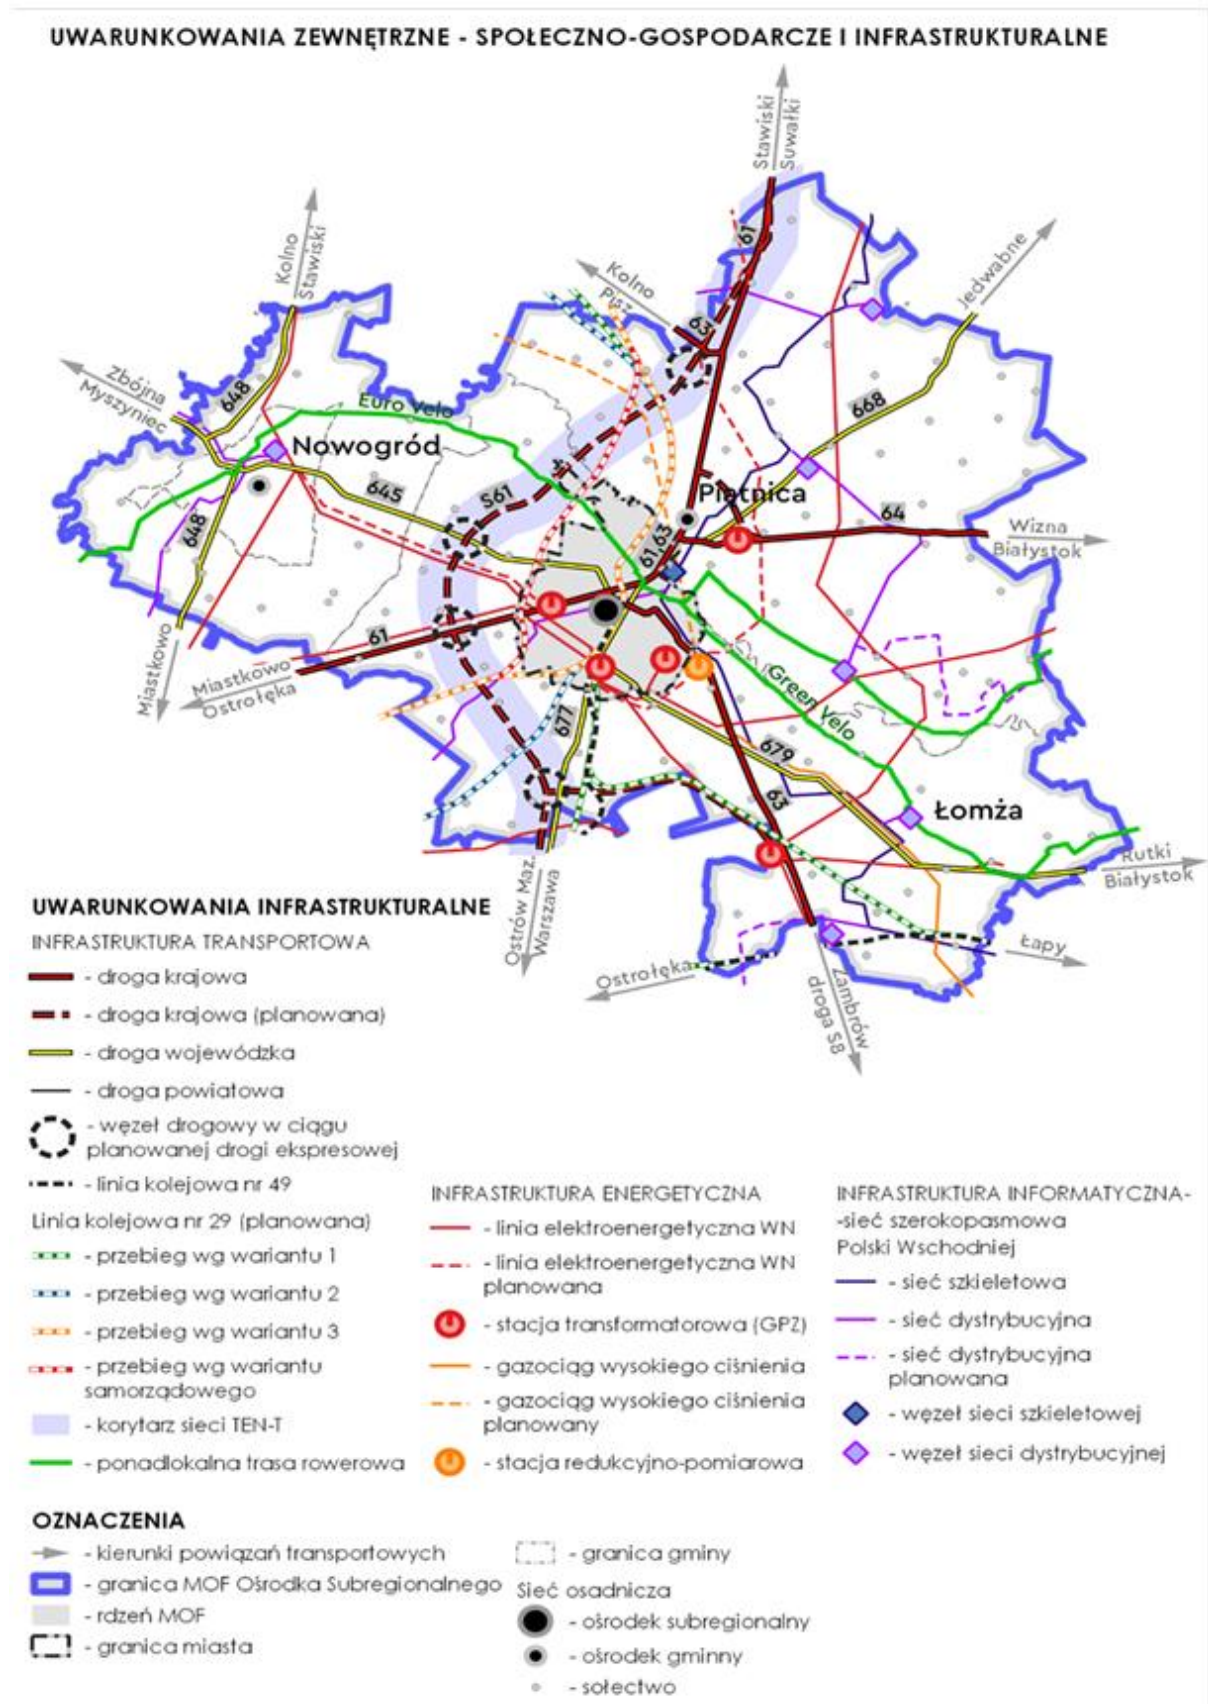 UWARUNKOWANIA ZEWNĘTRZNE - SPOŁECZNO-GOSPODARCZE I INFRASTRUKTURALNE
Stawiski
Suwałki
Kolno
Stawiski
Kolno
Pisz
Jedwabne
Zbójna
Myszyniec
61
63
648
668
Euro Velo
Nowogród
645
S61
Piątnica
64
Wizna
Białystok
648
61,63
61
Miastkowo
Miastkowo
Ostrołęka
Green Velo
677
679
63
Łomża
Rutki
Białystok
Ostrów Maz.
Warszawa
Ostrołęka
Łapy
Zambrów
droga S8
UWARUNKOWANIA INFRASTRUKTURALNE
INFRASTRUKTURA TRANSPORTOWA
- droga krajowa
- droga krajowa (planowana)
- droga wojewódzka
- droga powiatowa
- węzeł drogowy w ciągu
planowanej drogi ekspresowej
- linia kolejowa nr 49
Linia kolejowa nr 29 (planowana)
- przebieg wg wariantu 1
- przebieg wg wariantu 2
- przebieg wg wariantu 3
- przebieg wg wariantu
samorządowego
- korytarz sieci TEN-T
- ponadlokalna trasa rowerowa
INFRASTRUKTURA ENERGETYCZNA
- linia elektroenergetyczna WN
- linia elektroenergetyczna WN
planowana
- stacja transformatorowa (GPZ)
- gazociąg wysokiego ciśnienia
- gazociąg wysokiego ciśnienia
planowany
- stacja redukcyjno-pomiarowa
INFRASTRUKTURA INFORMATYCZNA-
-sieć szerokopasmowa
Polski Wschodniej
- sieć szkieletowa
- sieć dystrybucyjna
- sieć dystrybucyjna
planowana
- węzeł sieci szkieletowej
- węzeł sieci dystrybucyjnej
OZNACZENIA
- kierunki powiązań transportowych
- granica MOF Ośrodka Subregionalnego
- rdzeń MOF
- granica miasta
- granica gminy
Sieć osadnicza
- ośrodek subregionalny
- ośrodek gminny
- sołectwo